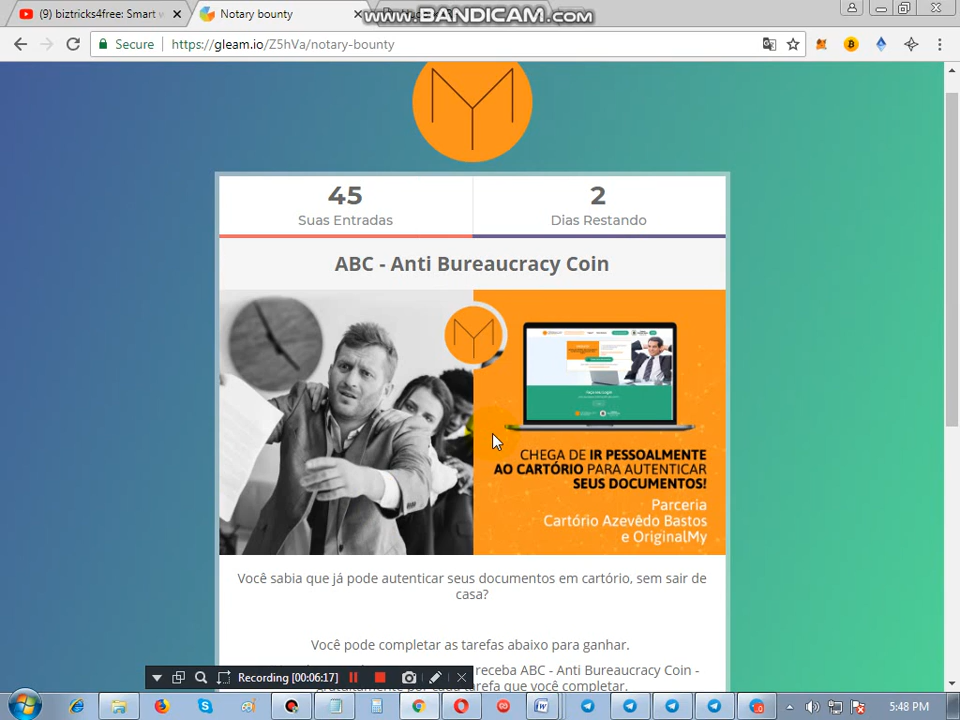 (9) biztricks4free: Smart
Notary bounty
www.BANDICAM.com
Secure
https://gleam.io/Z5hVa/notary-bounty
45
Suas Entradas
2
Dias Restando
ABC - Anti Bureaucracy Coin
CHEGA DE IR PESSOALMENTE
AO CARTÓRIO PARA AUTENTICAR
SEUS DOCUMENTOS!
Parceria
Cartório Azevêdo Bastos
e OriginalMy
Você sabia que já pode autenticar seus documentos em cartório, sem sair de
casa?
Você pode completar as tarefas abaixo para ganhar.
receba ABC - Anti Bureaucracy Coin -
gratuitamente por cada tarefa que você completar.
Recording [00:06:17]
5:48 PM